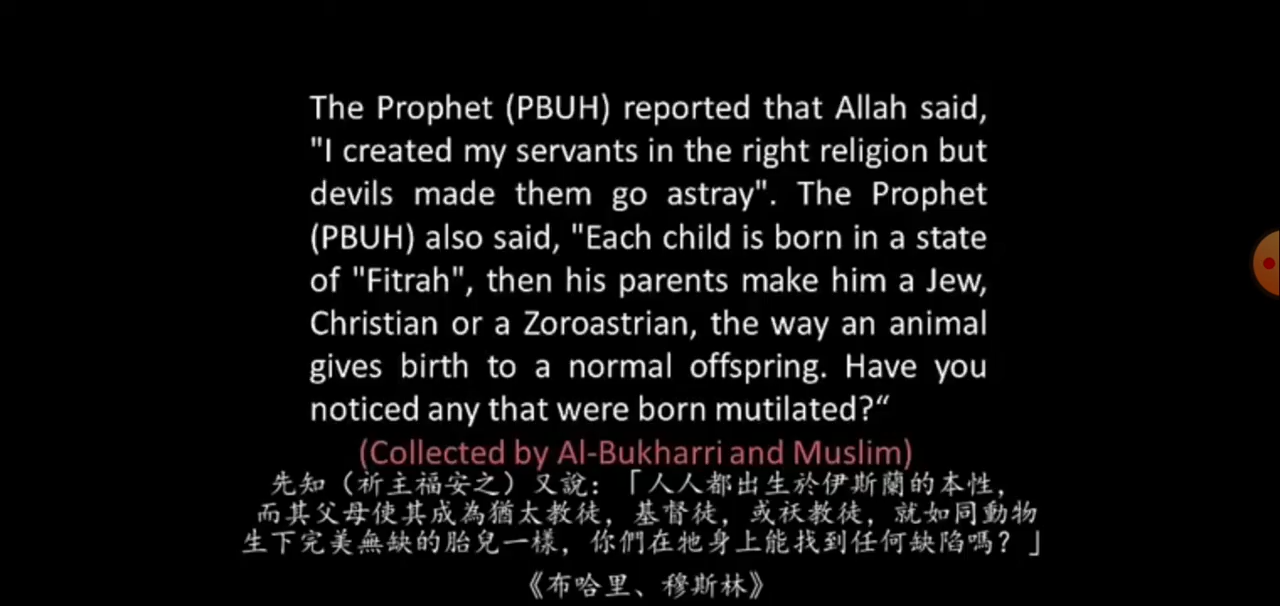 The Prophet (PBUH) reported that Allah said,
"I created my servants in the right religion but
devils made them go astray". The Prophet
(PBUH) also said, "Each child is born in a state
of "Fitrah", then his parents make him a Jew,
Christian or a Zoroastrian, the way an animal
gives birth to a normal offspring. Have you
noticed any that were born mutilated?“
(Collected by Al-Bukharri and Muslim)
先知（祈主福安之）又說：「人人都出生於伊斯蘭的本性，
而其父母使其成為猶太教徒，基督徒，或祆教徒，就如同動物
生下完美無缺的胎兒一樣，你們在牠身上能找到任何缺陷嗎？」
《布哈里、穆斯林》